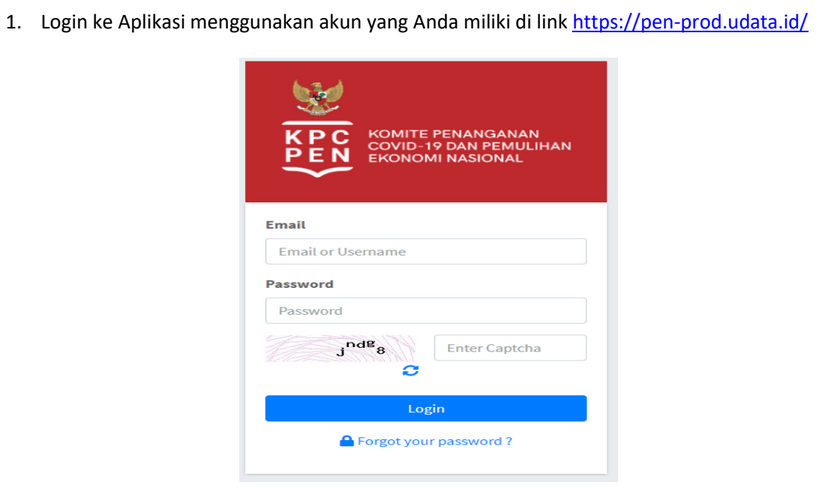 1. Login ke Aplikasi menggunakan akun yang Anda miliki di link https://pen-prod.udata.id/
KPC
PEN
KOMITE PENANGANAN
COVID-19 DAN PEMULIHAN
EKONOMI NASIONAL
Email
Email or Username
Password
Password
jndg8
Enter Captcha
Login
Forgot your password ?